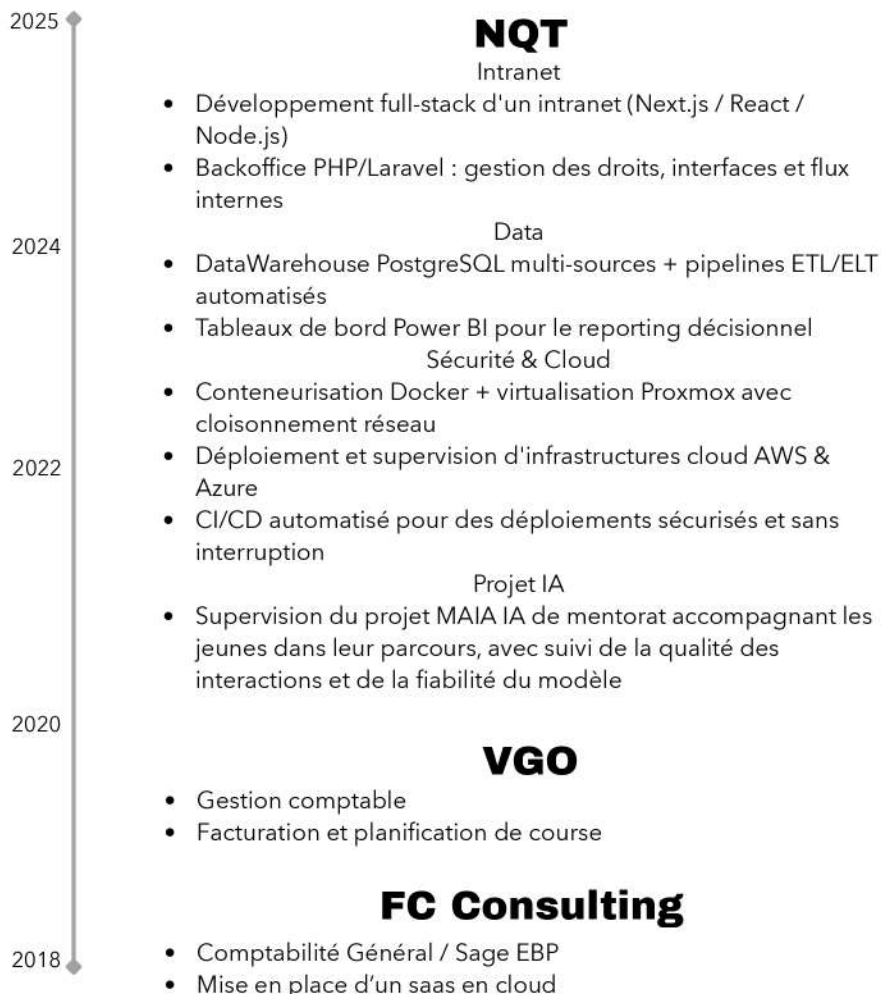 2025
NQT
Intranet
• Développement full-stack d'un intranet (Next.js / React /
Node.js)
• Backoffice PHP/Laravel : gestion des droits, interfaces et flux
internes
Data
2024
• DataWarehouse PostgreSQL multi-sources + pipelines ETL/ELT
automatisés
• Tableaux de bord Power BI pour le reporting décisionnel
Sécurité & Cloud
• Conteneurisation Docker + virtualisation Proxmox avec
cloisonnement réseau
2022
• Déploiement et supervision d'infrastructures cloud AWS &
Azure
• CI/CD automatisé pour des déploiements sécurisés et sans
interruption
Projet IA
• Supervision du projet MAIA IA de mentorat accompagnant les
jeunes dans leur parcours, avec suivi de la qualité des
interactions et de la fiabilité du modèle
2020
VGO
• Gestion comptable
• Facturation et planification de course
FC Consulting
2018
• Comptabilité Général / Sage EBP
• Mise en place d’un saas en cloud